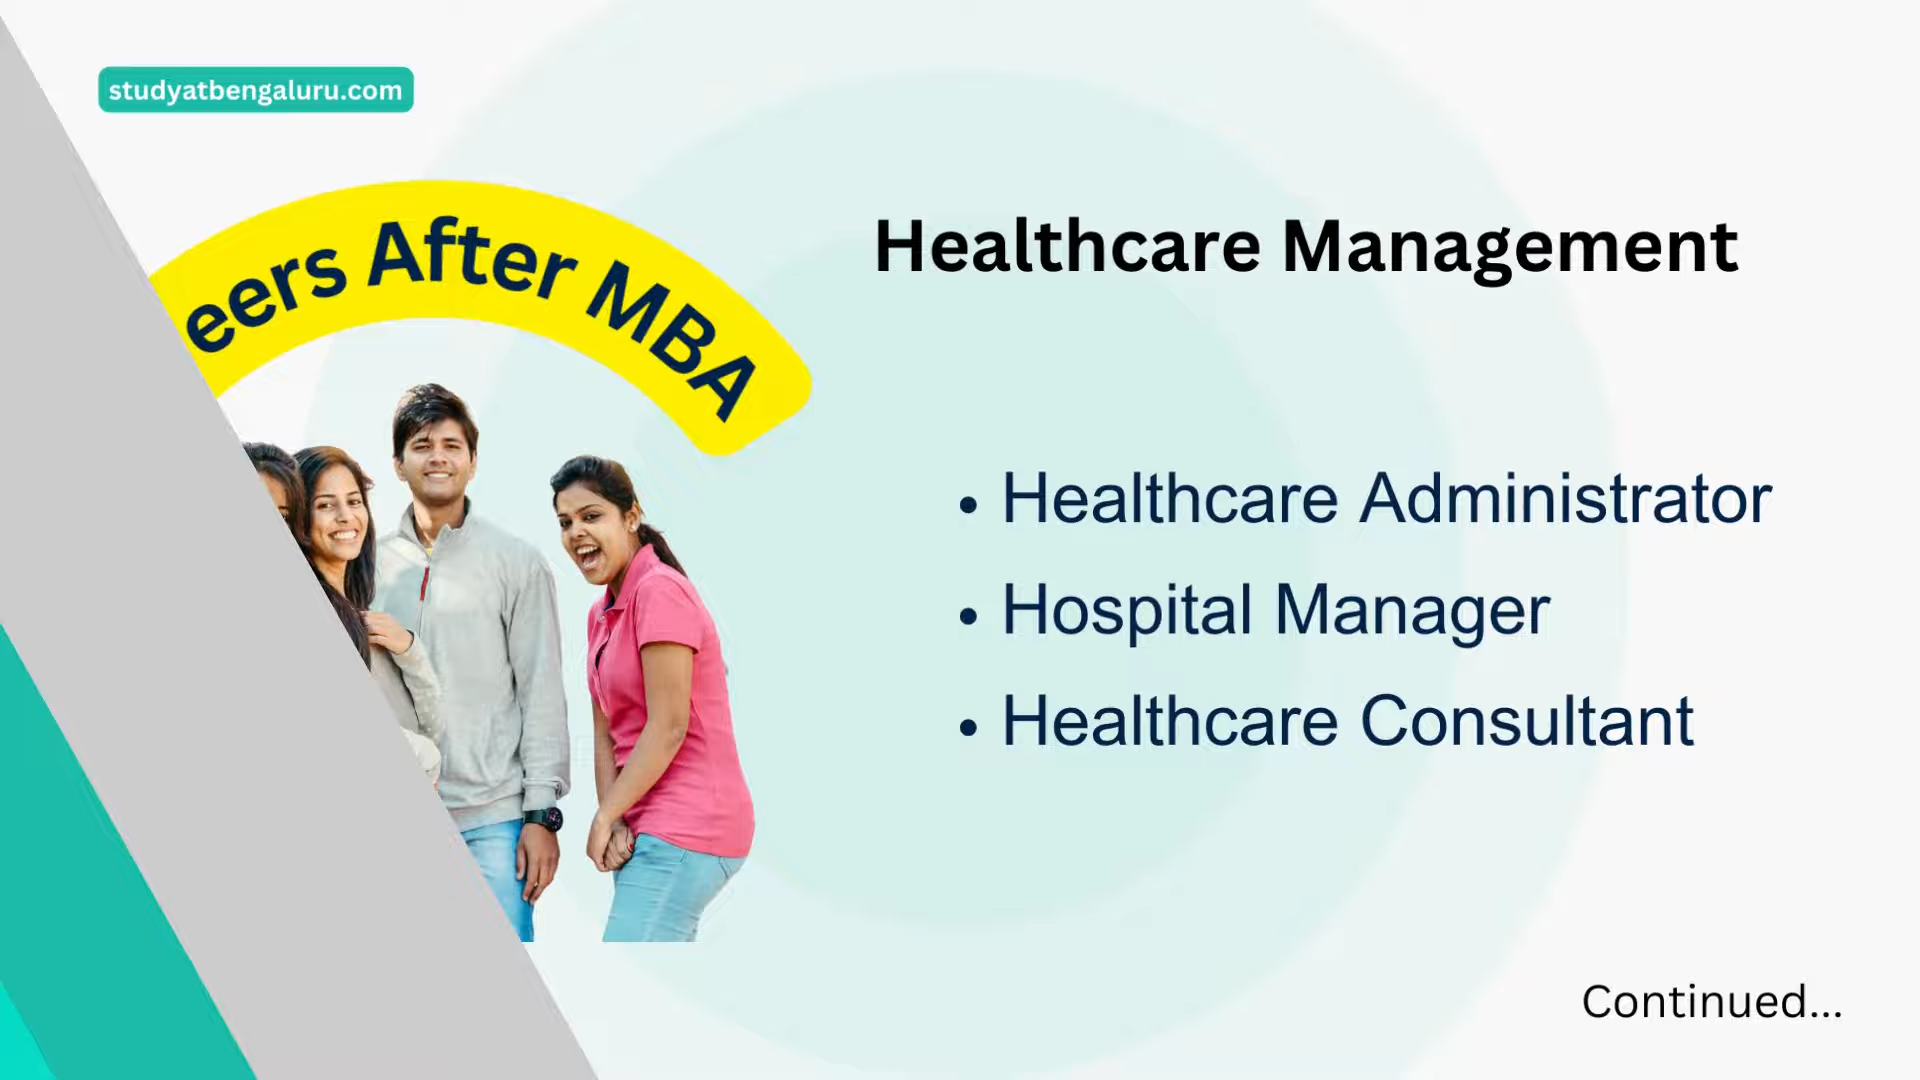 studyatbengaluru.com
eers After MBA
Healthcare Management
• Healthcare Administrator
• Hospital Manager
• Healthcare Consultant
Continued...